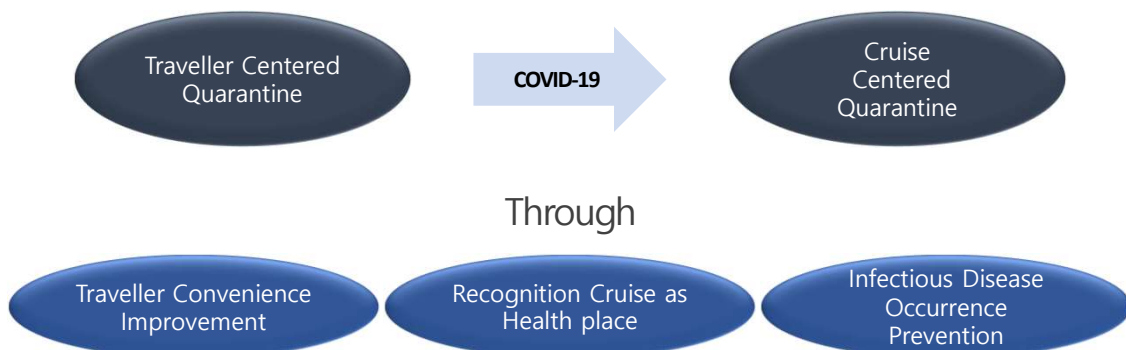 Traveller Centered
Quarantine
COVID-19
Cruise
Centered
Quarantine
Through
Traveller Convenience
Improvement
Recognition Cruise as
Health place
Infectious Disease
Occurrence
Prevention